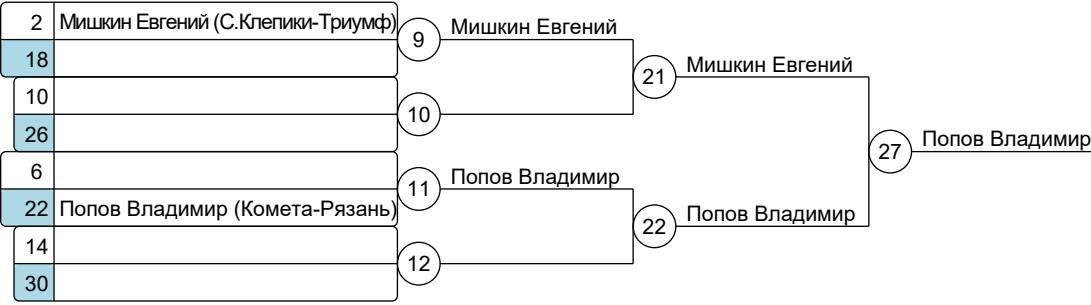 2 Мишкин Евгений (С.Клепики-Триумф)
18
10
26
6
22 Попов Владимир (Комета-Рязань)
14
30
9 Мишкин Евгений
10
11 Попов Владимир
12
21 Мишкин Евгений
22 Попов Владимир
27 Попов Владимир